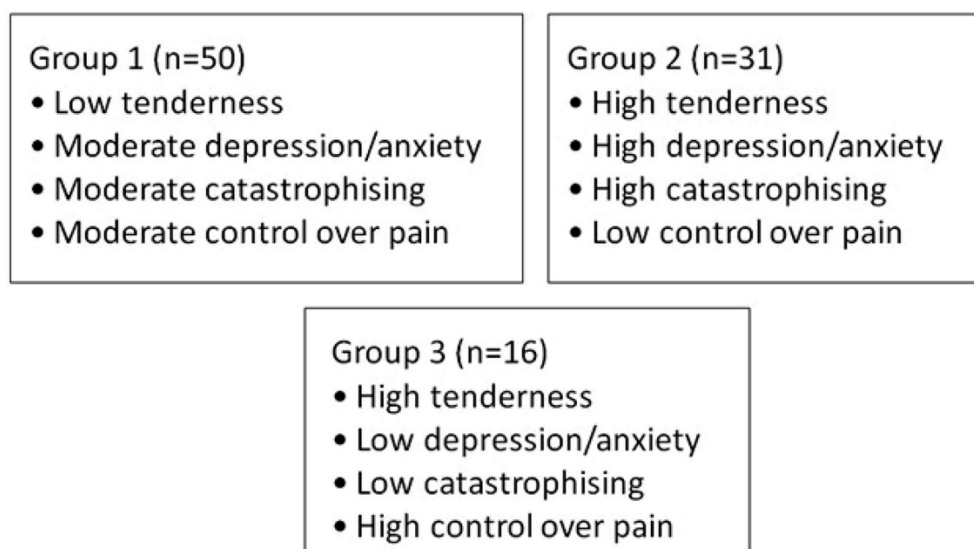 Group 1 (n=50)
• Low tenderness
• Moderate depression/anxiety
• Moderate catastrophising
• Moderate control over pain
Group 2 (n=31)
• High tenderness
• High depression/anxiety
• High catastrophising
• Low control over pain
Group 3 (n=16)
• High tenderness
• Low depression/anxiety
• Low catastrophising
• High control over pain